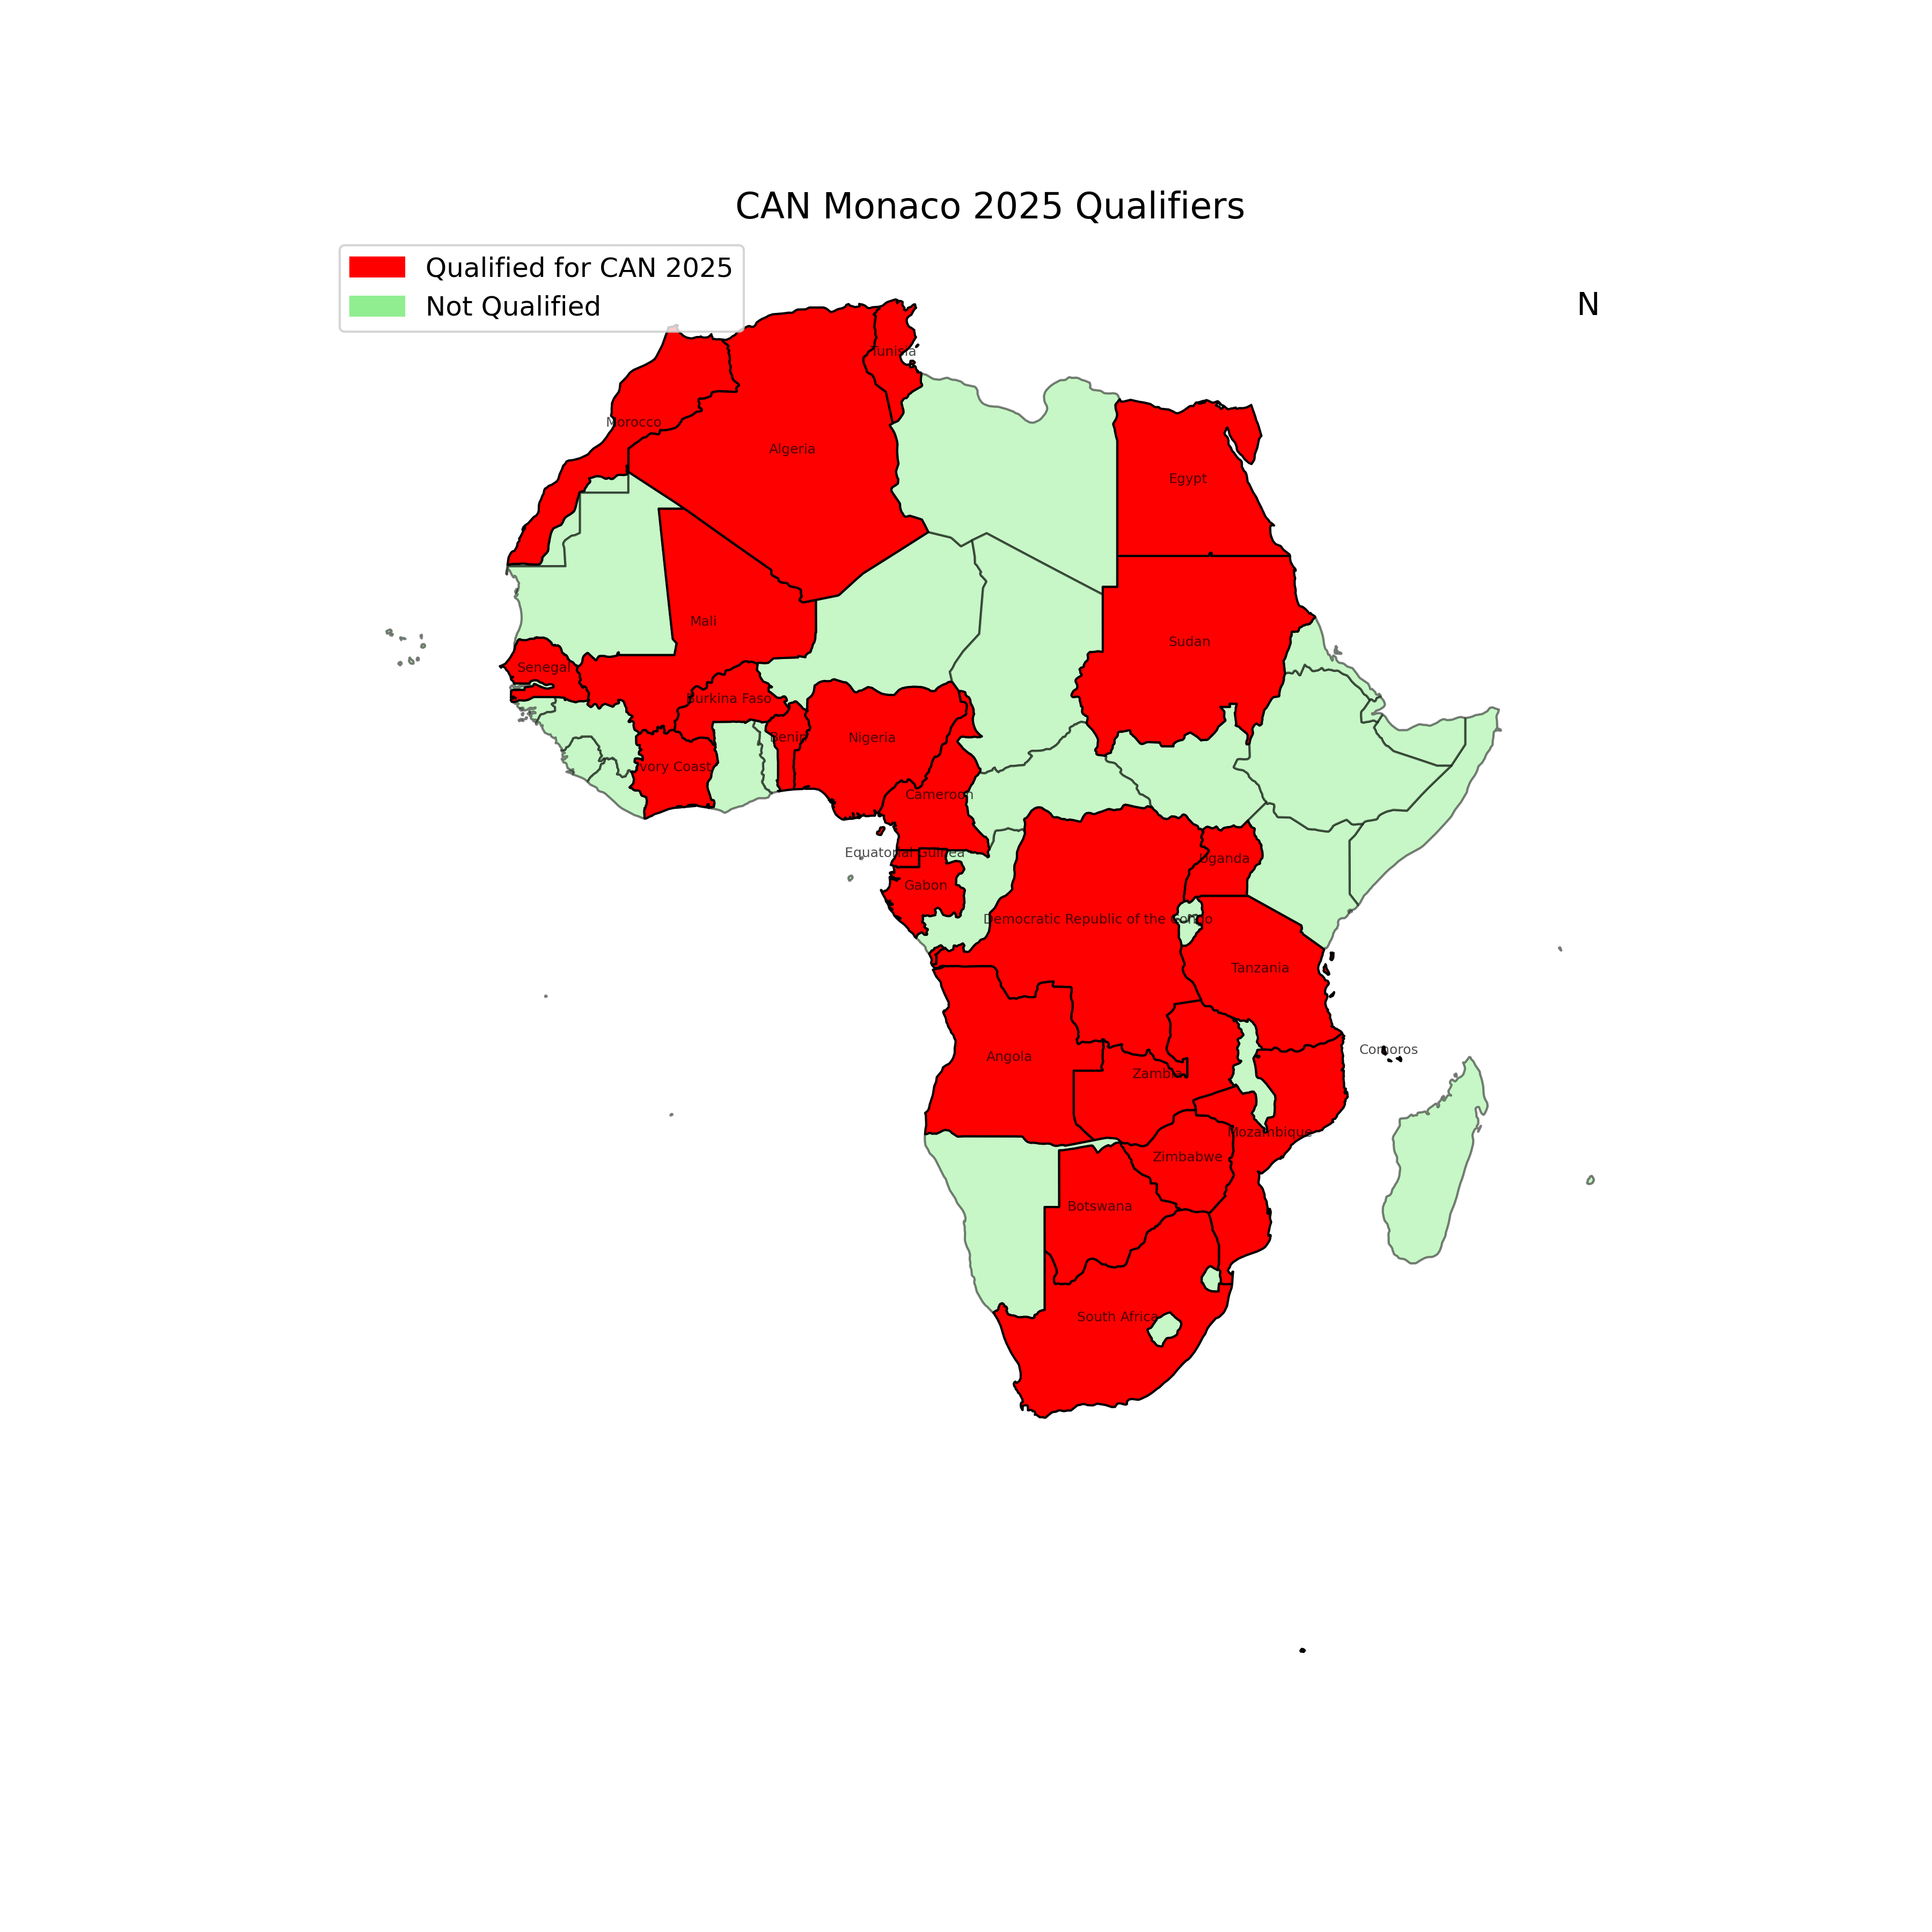 CAN Monaco 2025 Qualifiers
Qualified for CAN 2025
Not Qualified
N
Tunisia
Morocco
Algeria
Egypt
Mali
Sudan
Senegal
Burkina Faso
Benin
Nigeria
Ivory Coast
Cameroon
Equatorial Guinea
Uganda
Gabon
Democratic Republic of the Congo
Tanzania
Comoros
Angola
Zambia
Mozambique
Zimbabwe
Botswana
South Africa